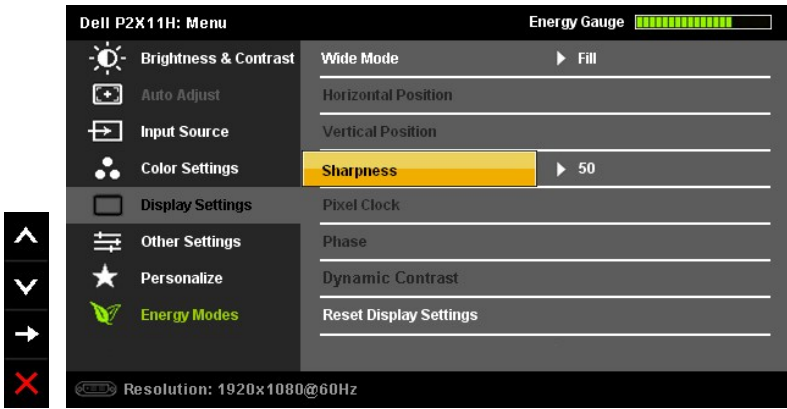 Dell P2X11H: Menu Energy Gauge
Brightness & Contrast Wide Mode Fill
Auto Adjust Horizontal Position
Input Source Vertical Position
Color Settings Sharpness 50
Display Settings Pixel Clock
Other Settings Phase
Personalize Dynamic Contrast
Energy Modes Reset Display Settings
Resolution: 1920x1080@60Hz